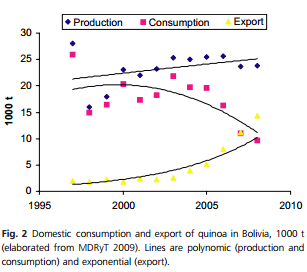 Production Consumption Export
30
25
20
15
10
5
0
1000 t
1995 2000 2005 2010
Fig. 2 Domestic consumption and export of quinoa in Bolivia, 1000 t
(elaborated from MDRyT 2009). Lines are polynomic (production and
consumption) and exponential (export).